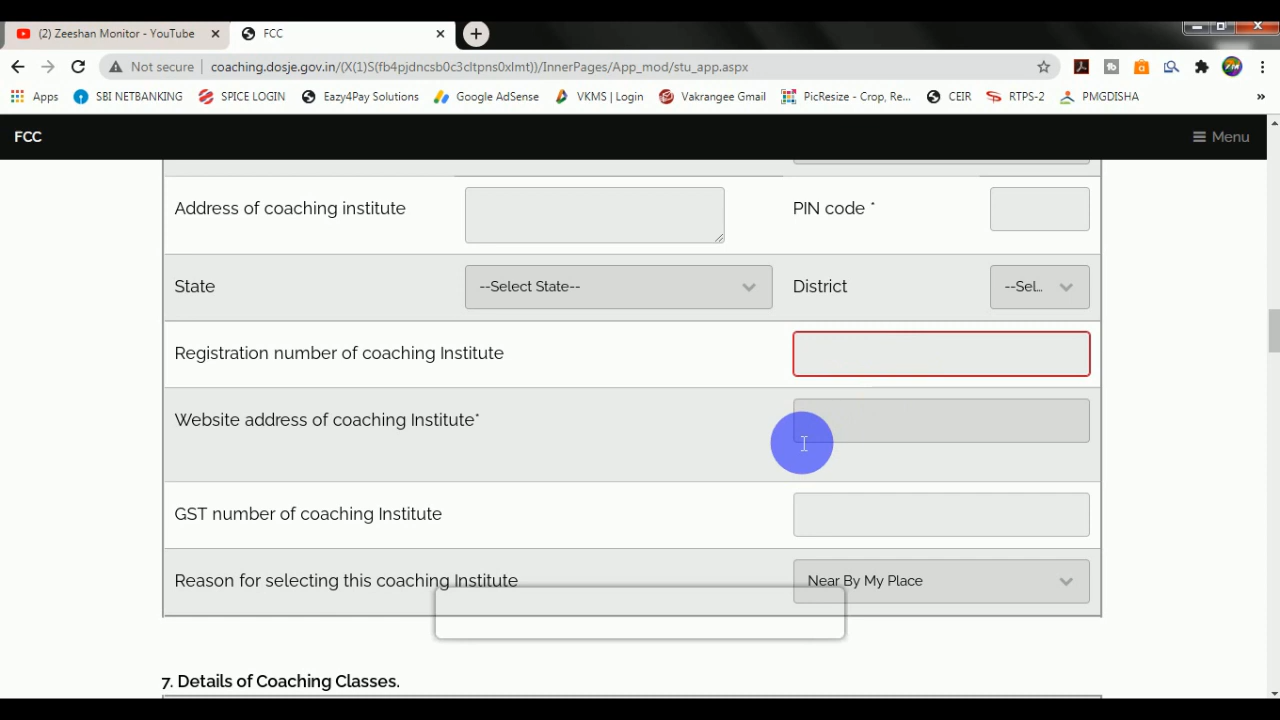 (2) Zeeshan Monitor - YouTube
FCC
Not secure
coaching.dosje.gov.in/(X(1)S(fb4pjdncsb0c3cltpns0xlmt))/InnerPages/App_mod/stu_app.aspx
Apps
SBI NETBANKING
SPICE LOGIN
Eazy4Pay Solutions
Google AdSense
VKMS | Login
Vakrangee Gmail
PicResize - Crop, Re...
CEIR
RTPS-2
PMGDISHA
»
FCC
Menu
Address of coaching institute
PIN code *
State
--Select State--
District
--Sel...
Registration number of coaching Institute
Website address of coaching Institute*
GST number of coaching Institute
Reason for selecting this coaching Institute
Near By My Place
7. Details of Coaching Classes.